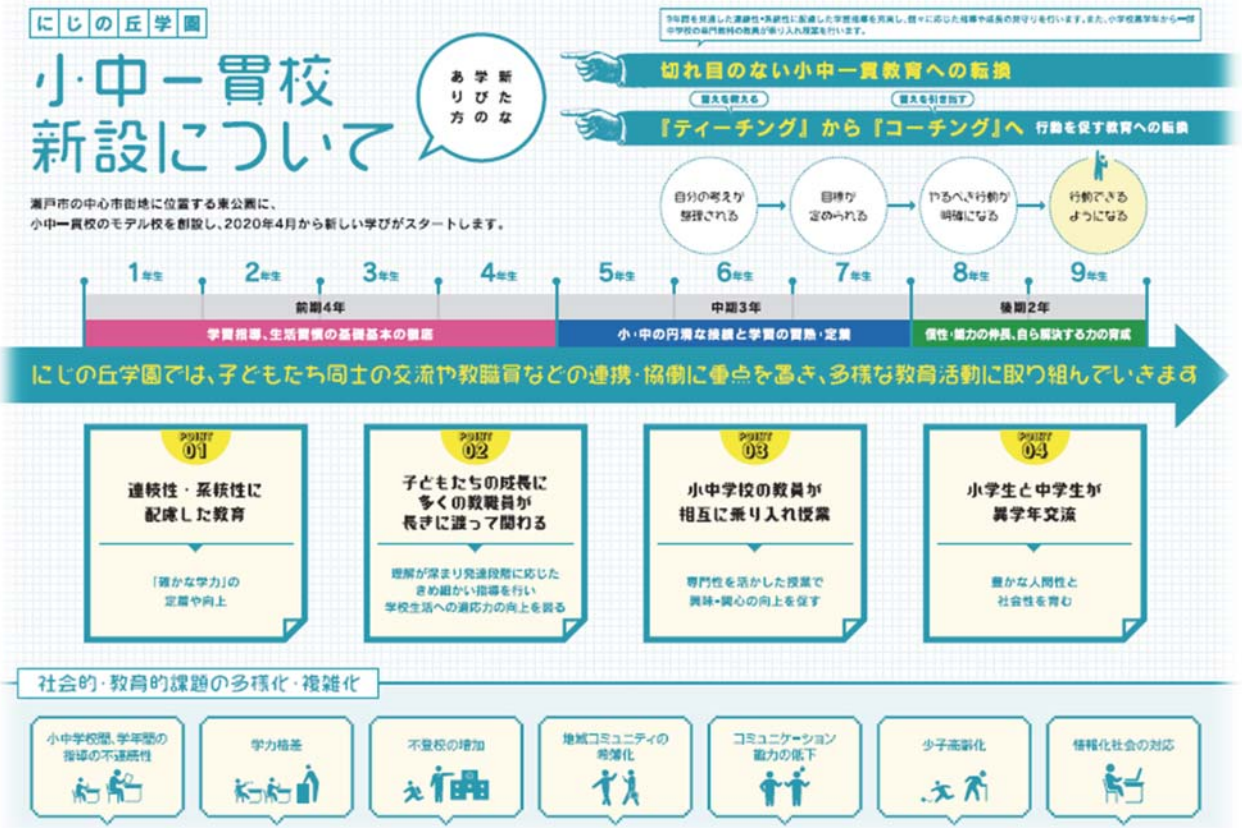 にじの丘学園
小中一貫校
新設について
新たな
学びの
あり方
瀬戸市の中心市街地に位置する東公園に、
小中一貫校のモデル校を創設し、2020年4月から新しい学びがスタートします。
9年間を見通した連続性・系統性に配慮した学習指導を充実し、個々に応じた指導や成長の見守りを行います。また、小学校高学年から一部
中学校の専門教科の教員が乗り入れ授業を行います。
切れ目のない小中一貫教育への転換
答えを教える
答えを引き出す
『ティーチング』から『コーチング』へ 行動を促す教育への転換
自分の考えが
整理される
目標が
定められる
やるべき行動が
明確になる
行動できる
ようになる
1年生 2年生 3年生 4年生 5年生 6年生 7年生 8年生 9年生
前期4年 中期3年 後期2年
学習指導、生活習慣の基礎基本の徹底
小・中の円滑な接続と学習の習熟・定着
個性・能力の伸長、自ら解決する力の育成
にじの丘学園では、子どもたち同士の交流や教職員などの連携・協働に重点を置き、多様な教育活動に取り組んでいきます
POINT
01
連続性・系統性に
配慮した教育
「確かな学力」の
定着や向上
POINT
02
子どもたちの成長に
多くの教職員が
長きに渡って関わる
理解が深まり発達段階に応じた
きめ細かい指導を行い
学校生活への適応力の向上を図る
POINT
03
小中学校の教員が
相互に乗り入れ授業
専門性を活かした授業で
興味・関心の向上を促す
POINT
04
小学生と中学生が
異学年交流
豊かな人間性と
社会性を育む
社会的・教育的課題の多様化・複雑化
小中学校間、学年間の
指導の不連続性
学力格差
不登校の増加
地域コミュニティの
希薄化
コミュニケーション
能力の低下
少子高齢化
情報化社会の対応